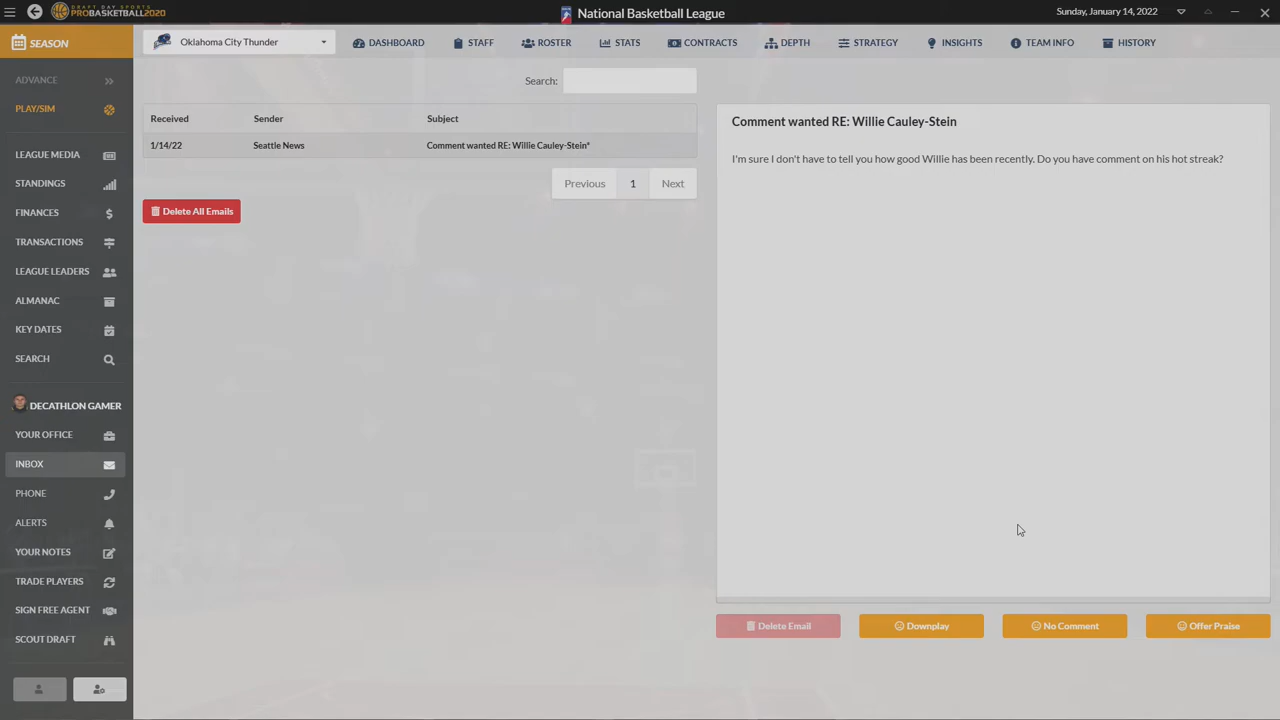 DRAFT DAY SPORTS
PROBASKETBALL2020
National Basketball League
Sunday, January 14, 2022
SEASON
Oklahoma City Thunder
DASHBOARD
STAFF
ROSTER
STATS
CONTRACTS
DEPTH
STRATEGY
INSIGHTS
TEAM INFO
HISTORY
ADVANCE
PLAY/SIM
LEAGUE MEDIA
STANDINGS
FINANCES
TRANSACTIONS
LEAGUE LEADERS
ALMANAC
KEY DATES
SEARCH
DECATHLON GAMER
YOUR OFFICE
INBOX
PHONE
ALERTS
YOUR NOTES
TRADE PLAYERS
SIGN FREE AGENT
SCOUT DRAFT
Search:
Received Sender Subject
1/14/22 Seattle News Comment wanted RE: Willie Cauley-Stein*
Previous 1 Next
Delete All Emails
Comment wanted RE: Willie Cauley-Stein
I'm sure I don't have to tell you how good Willie has been recently. Do you have comment on his hot streak?
Delete Email
Downplay
No Comment
Offer Praise